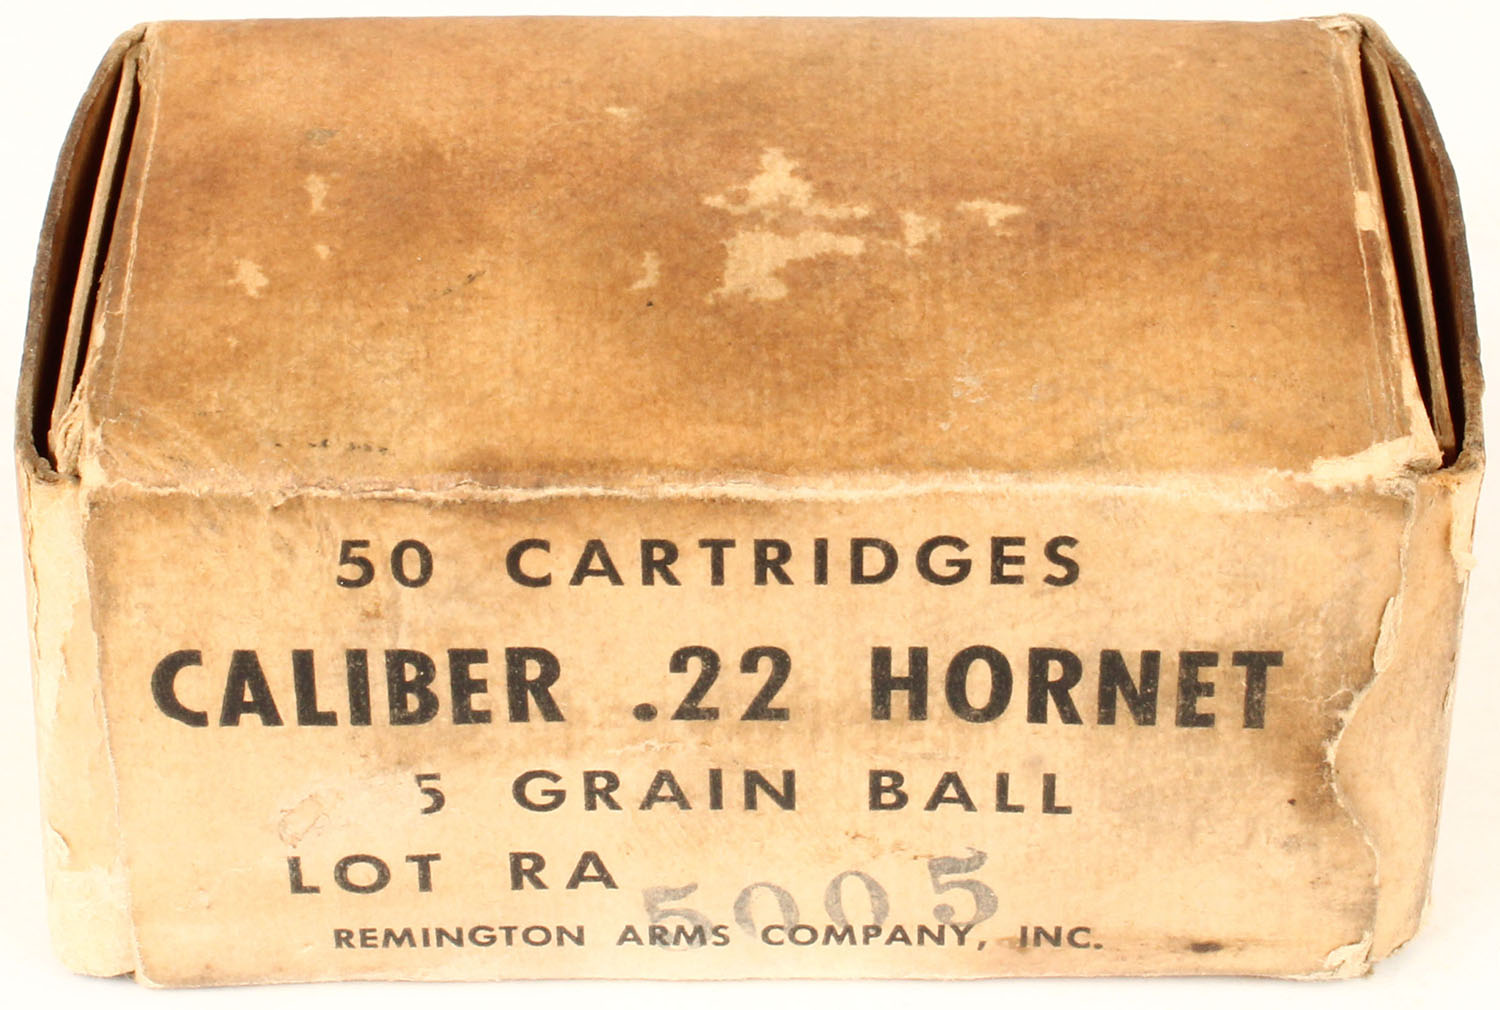 50 CARTRIDGES
CALIBER .22 HORNET
5 GRAIN BALL
LOT RA 5005
REMINGTON ARMS COMPANY, INC.